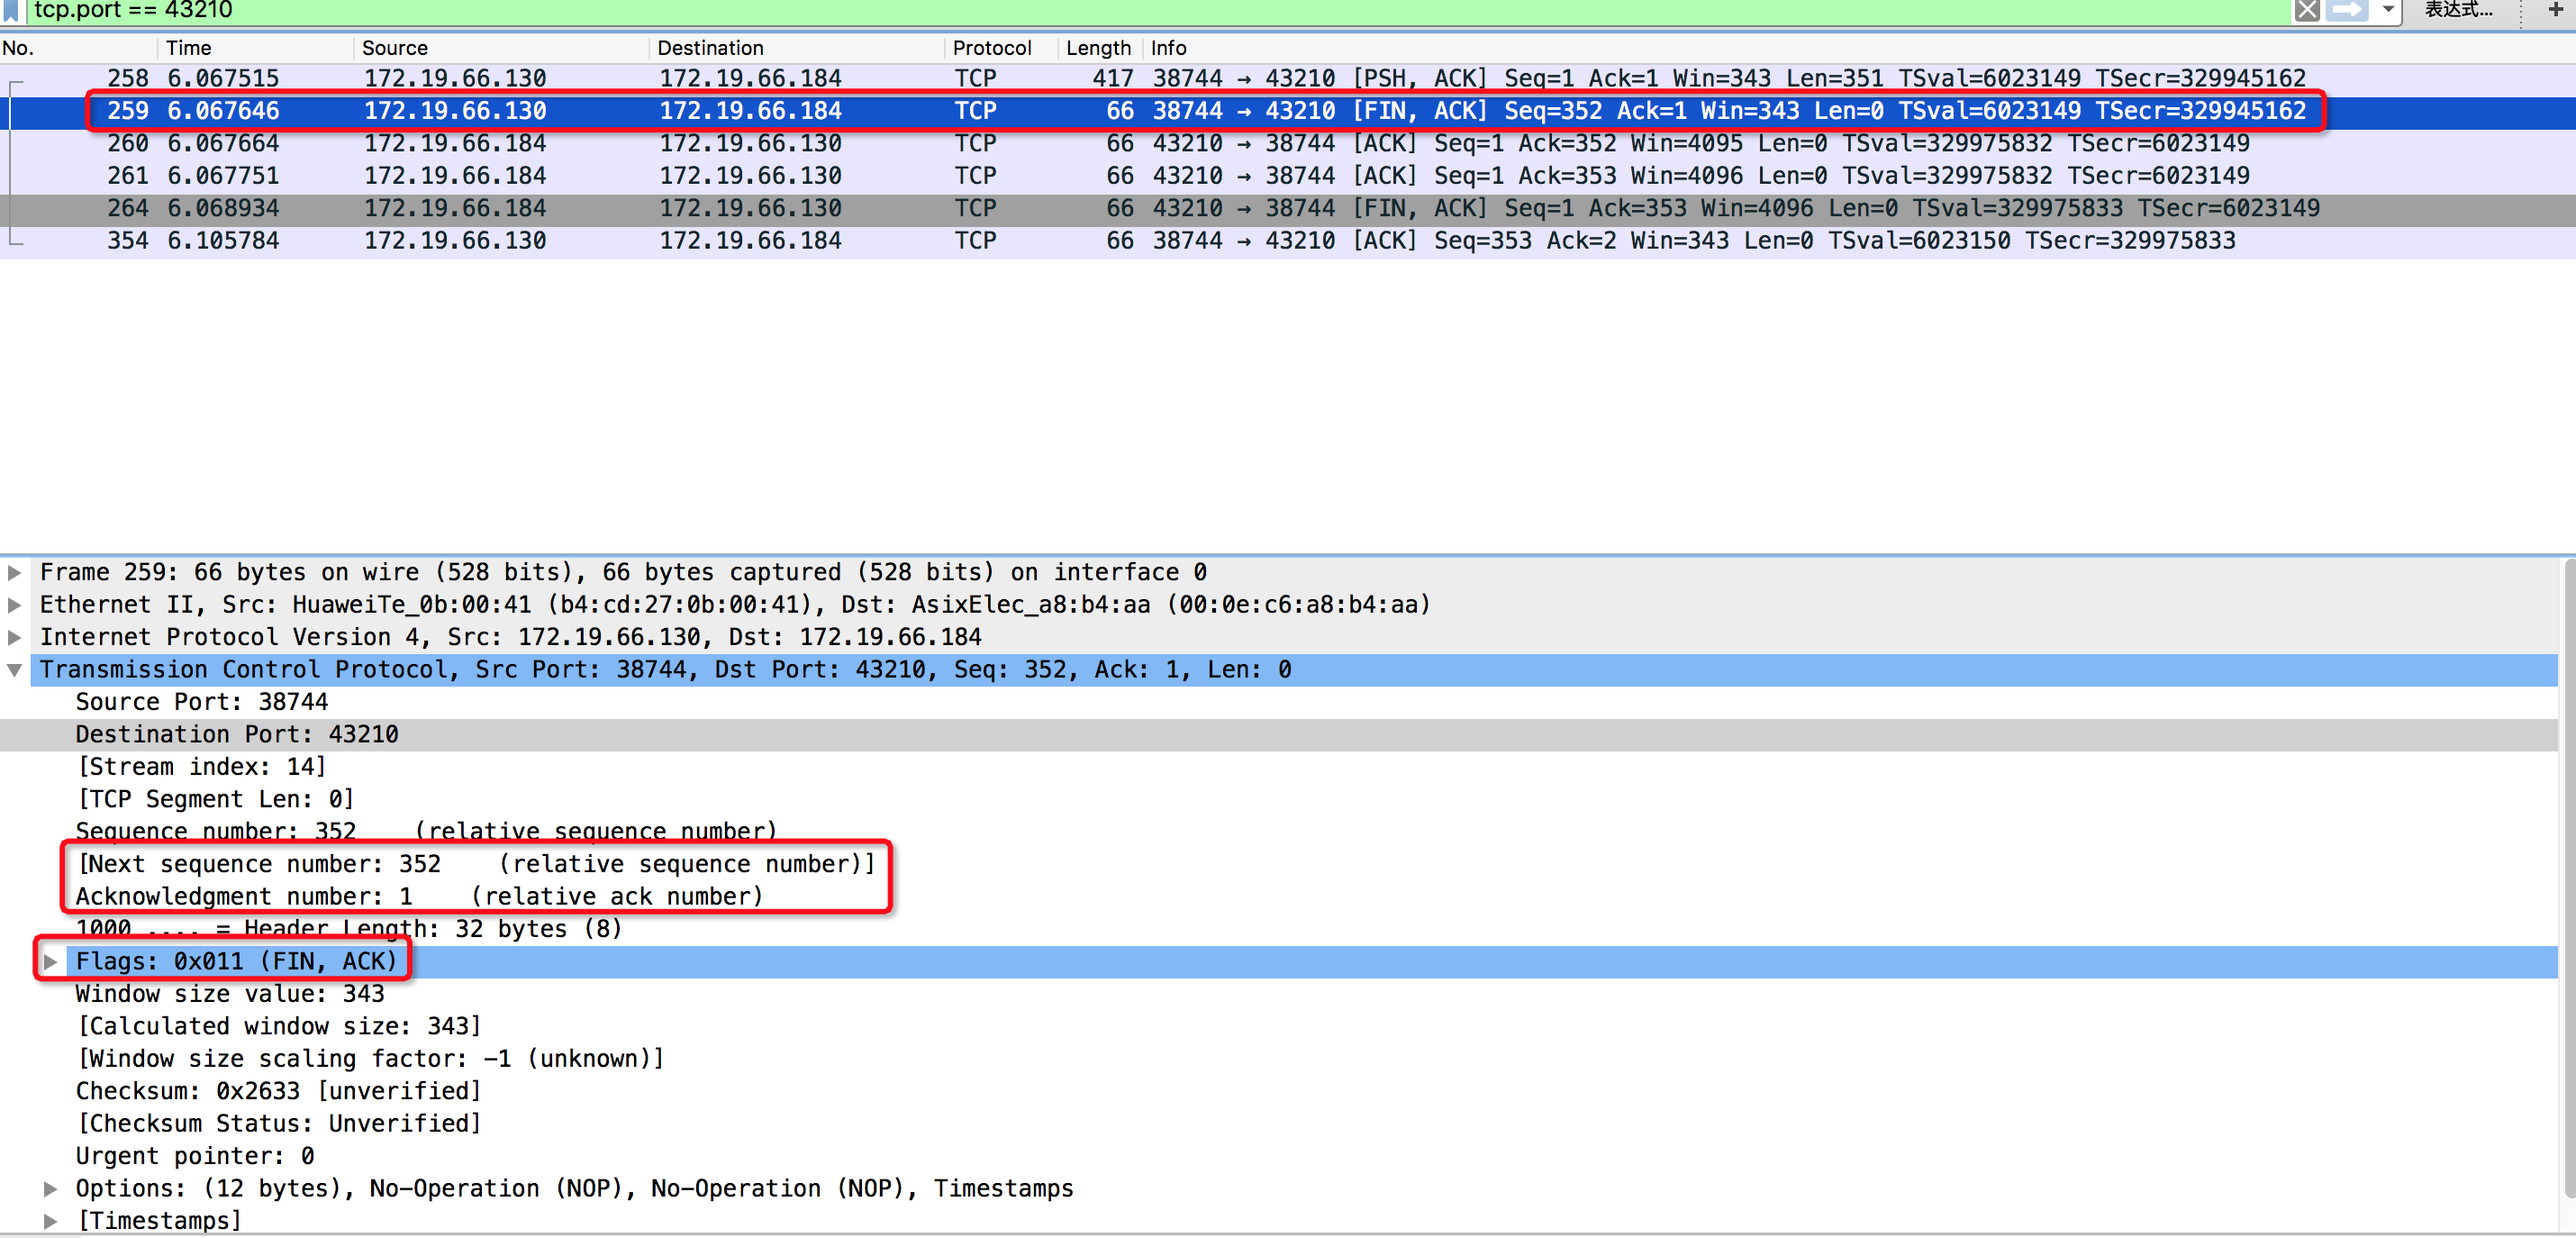 tcp.port == 43210 表达式… +
No. Time Source Destination Protocol Length Info
258 6.067515 172.19.66.130 172.19.66.184 TCP 417 38744 → 43210 [PSH, ACK] Seq=1 Ack=1 Win=343 Len=351 TSval=6023149 TSecr=329945162
259 6.067646 172.19.66.130 172.19.66.184 TCP 66 38744 → 43210 [FIN, ACK] Seq=352 Ack=1 Win=343 Len=0 TSval=6023149 TSecr=329945162
260 6.067664 172.19.66.184 172.19.66.130 TCP 66 43210 → 38744 [ACK] Seq=1 Ack=352 Win=4095 Len=0 TSval=329975832 TSecr=6023149
261 6.067751 172.19.66.184 172.19.66.130 TCP 66 43210 → 38744 [ACK] Seq=1 Ack=353 Win=4096 Len=0 TSval=329975832 TSecr=6023149
264 6.068934 172.19.66.184 172.19.66.130 TCP 66 43210 → 38744 [FIN, ACK] Seq=1 Ack=353 Win=4096 Len=0 TSval=329975833 TSecr=6023149
354 6.105784 172.19.66.130 172.19.66.184 TCP 66 38744 → 43210 [ACK] Seq=353 Ack=2 Win=343 Len=0 TSval=6023150 TSecr=329975833
Frame 259: 66 bytes on wire (528 bits), 66 bytes captured (528 bits) on interface 0
Ethernet II, Src: HuaweiTe_0b:00:41 (b4:cd:27:0b:00:41), Dst: AsixElec_a8:b4:aa (00:0e:c6:a8:b4:aa)
Internet Protocol Version 4, Src: 172.19.66.130, Dst: 172.19.66.184
Transmission Control Protocol, Src Port: 38744, Dst Port: 43210, Seq: 352, Ack: 1, Len: 0
Source Port: 38744
Destination Port: 43210
[Stream index: 14]
[TCP Segment Len: 0]
Sequence number: 352 (relative sequence number)
[Next sequence number: 352 (relative sequence number)]
Acknowledgment number: 1 (relative ack number)
1000 .... = Header Length: 32 bytes (8)
Flags: 0x011 (FIN, ACK)
Window size value: 343
[Calculated window size: 343]
[Window size scaling factor: -1 (unknown)]
Checksum: 0x2633 [unverified]
[Checksum Status: Unverified]
Urgent pointer: 0
Options: (12 bytes), No-Operation (NOP), No-Operation (NOP), Timestamps
[Timestamps]